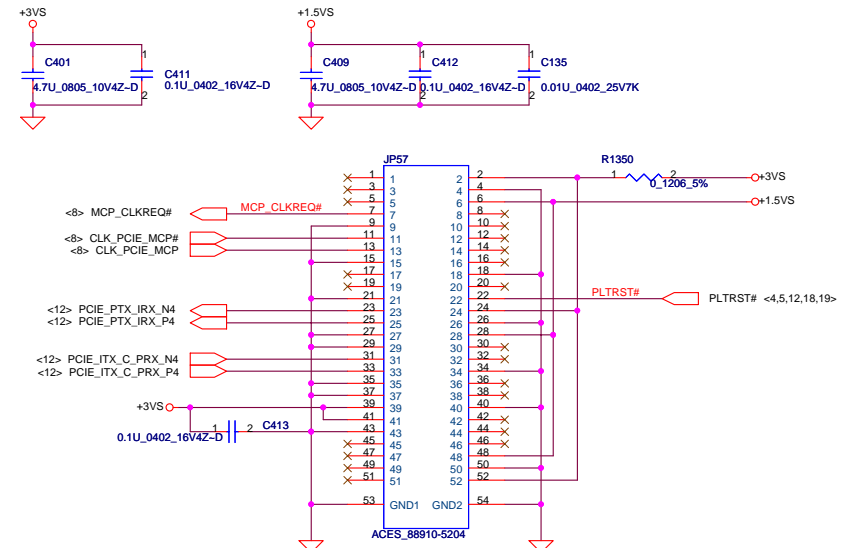 +3VS +1.5VS
1 1 1
C401 C411 C409 C412 C135
4.7U_0805_10V4Z~D 0.1U_0402_16V4Z~D 4.7U_0805_10V4Z~D 0.1U_0402_16V4Z~D 0.01U_0402_25V7K
2 2 2
JP57 R1350
1 1 2 2 1 2 +3VS
0_1206_5%
3 3 4 4
5 5 6 6 +1.5VS
<8> MCP_CLKREQ# MCP_CLKREQ# 7 7 8 8
9 9 10 10
<8> CLK_PCIE_MCP# 11 11 12 12
<8> CLK_PCIE_MCP 13 13 14 14
15 15 16 16
17 17 18 18
19 19 20 20
21 21 22 22 PLTRST# PLTRST# <4,5,12,18,19>
<12> PCIE_PTX_IRX_N4 23 23 24 24
<12> PCIE_PTX_IRX_P4 25 25 26 26
27 27 28 28
29 29 30 30
<12> PCIE_ITX_C_PRX_N4 31 31 32 32
<12> PCIE_ITX_C_PRX_P4 33 33 34 34
35 35 36 36
37 37 38 38
+3VS 39 39 40 40
41 41 42 42
1 2 C413 43 43 44 44
0.1U_0402_16V4Z~D 45 45 46 46
47 47 48 48
49 49 50 50
51 51 52 52
53 GND1 GND2 54
ACES_88910-5204